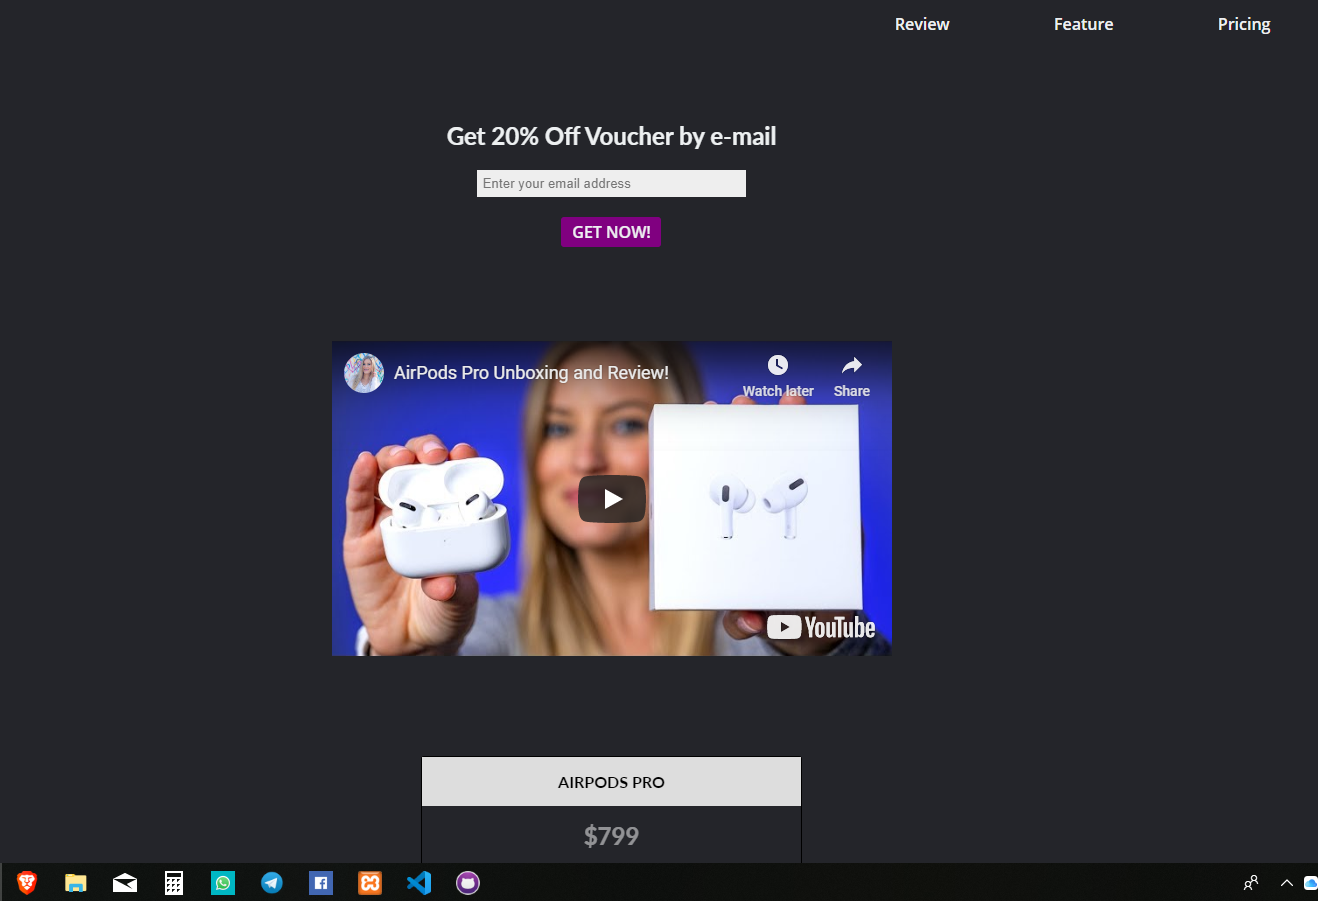 Review Feature Pricing
Get 20% Off Voucher by e-mail
Enter your email address
GET NOW!
AirPods Pro Unboxing and Review!
Watch later Share
YouTube
AIRPODS PRO
$799